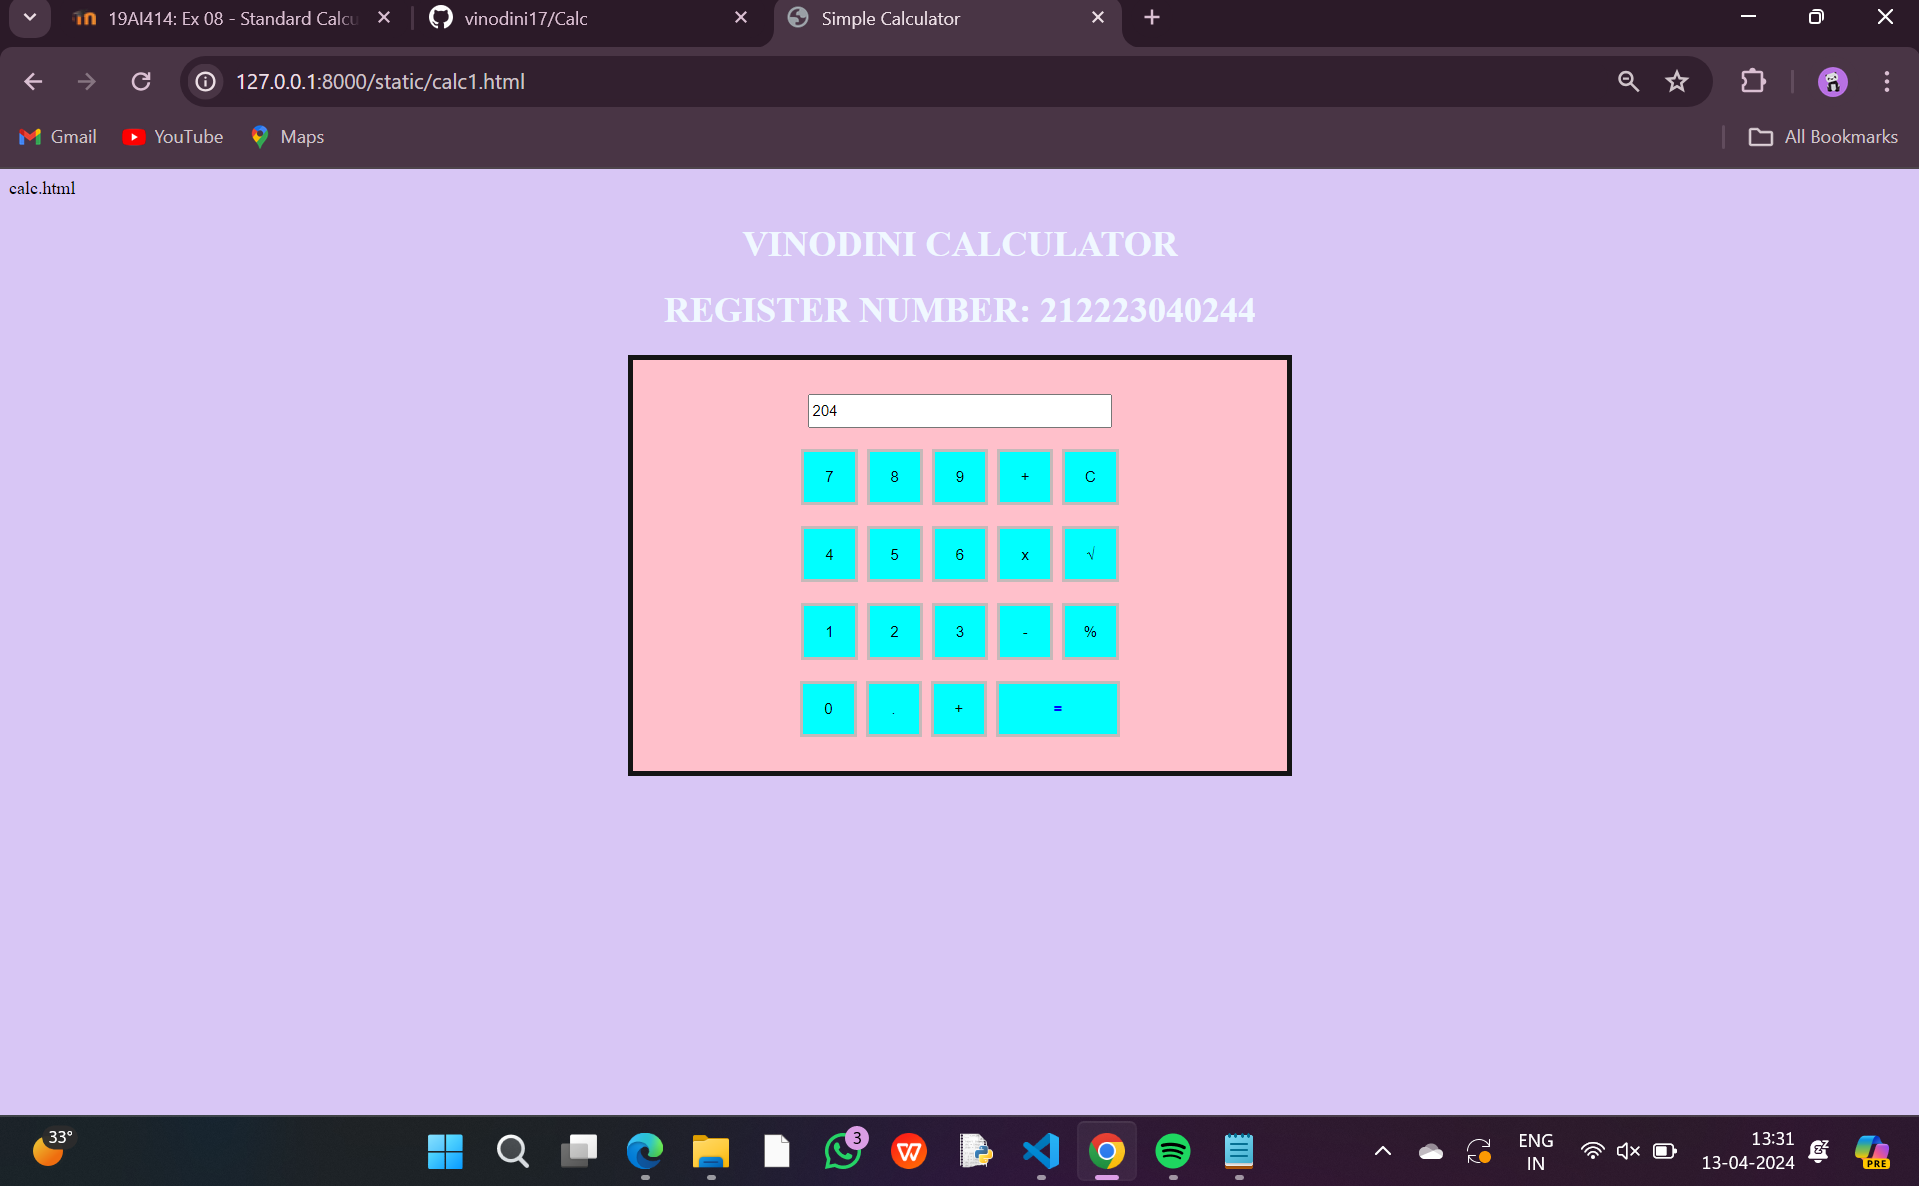 19AI414: Ex 08 - Standard Calcu
vinodini17/Calc
Simple Calculator
127.0.0.1:8000/static/calc1.html
Gmail YouTube Maps All Bookmarks
calc.html
VINODINI CALCULATOR
REGISTER NUMBER: 212223040244
204
7 8 9 + C
4 5 6 x √
1 2 3 - %
0 . + =
33°
3
ENG
IN
13:31
13-04-2024
PRE